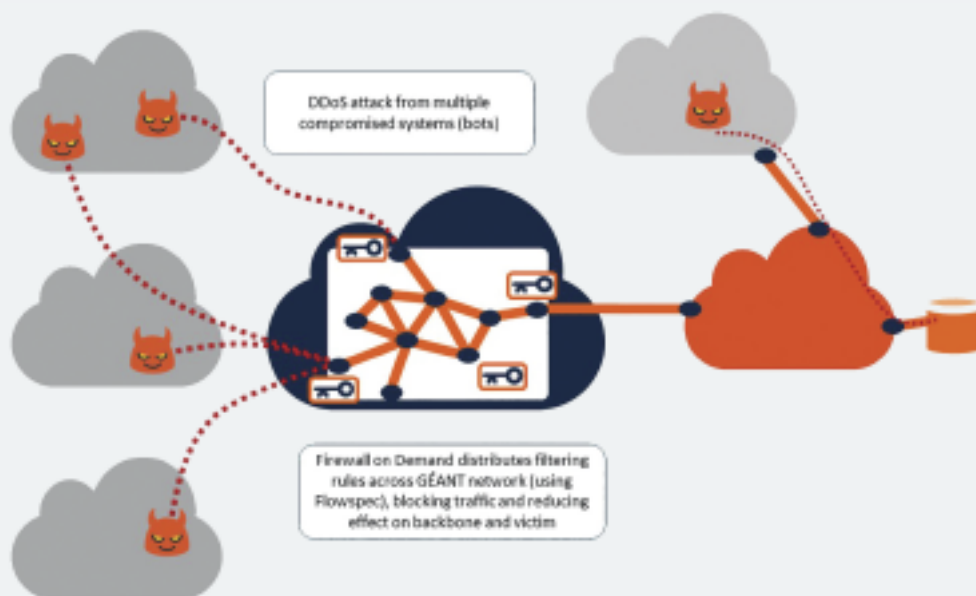 DDoS attack from multiple
compromised systems (bots)
Firewall on Demand distributes filtering
rules across GÉANT network (using
Flowspec), blocking traffic and reducing
effect on backbone and victim